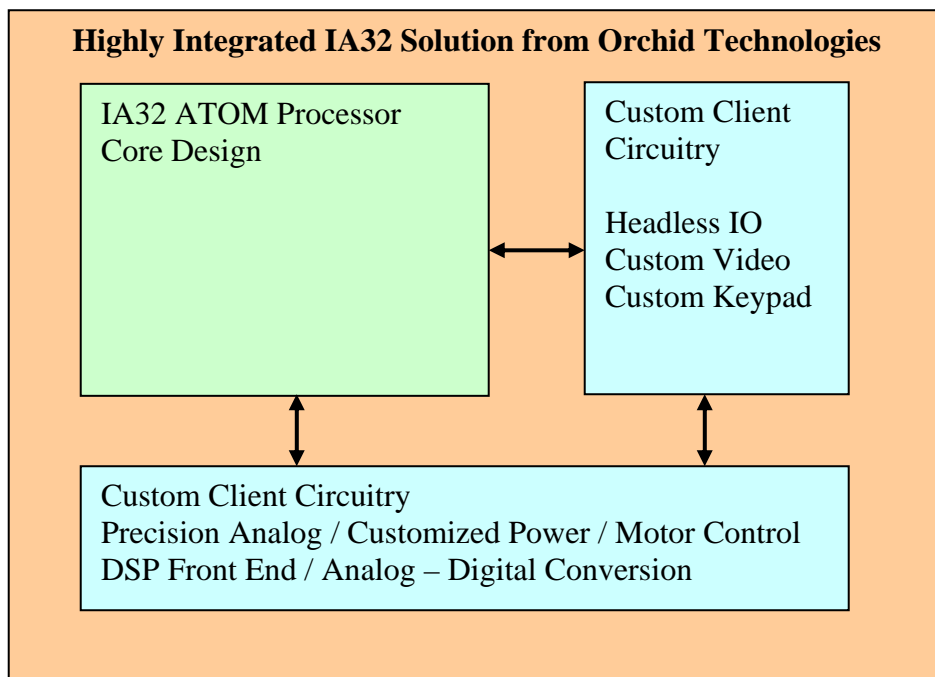 Highly Integrated IA32 Solution from Orchid Technologies
IA32 ATOM Processor
Core Design
Custom Client
Circuitry
Headless IO
Custom Video
Custom Keypad
Custom Client Circuitry
Precision Analog / Customized Power / Motor Control
DSP Front End / Analog – Digital Conversion